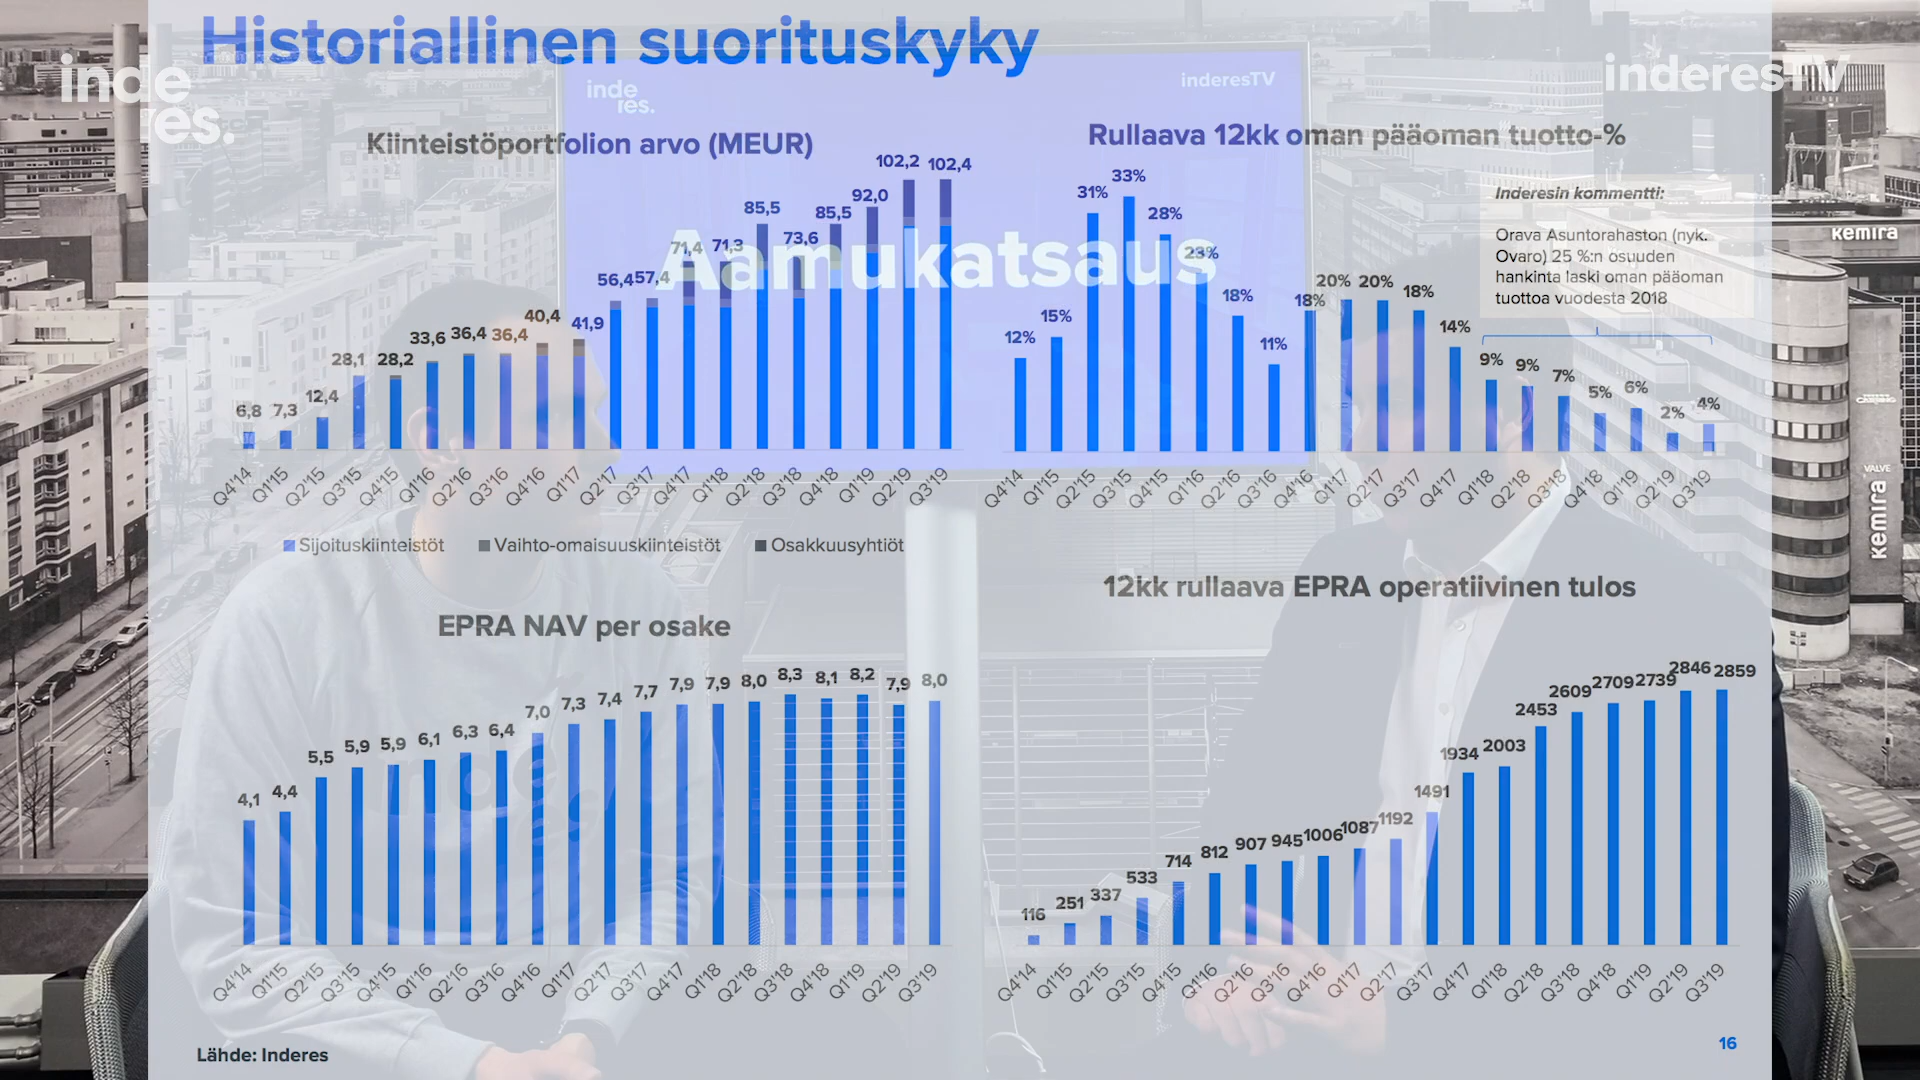 Historiallinen suorituskyky
inde
res.
inderesTV
inde
res.
inderesTV
Aamukatsaus
Kiinteistöportfolion arvo (MEUR)
6,8 7,3 12,4 28,1 28,2 33,6 36,4 36,4 40,4 41,9 56,4 57,4 71,4 71,3 85,5 73,6 85,5 92,0 102,2 102,4
Q4'14 Q1'15 Q2'15 Q3'15 Q4'15 Q1'16 Q2'16 Q3'16 Q4'16 Q1'17 Q2'17 Q3'17 Q4'17 Q1'18 Q2'18 Q3'18 Q4'18 Q1'19 Q2'19 Q3'19
Sijoituskiinteistöt Vaihto-omaisuuskiinteistöt Osakkuusyhtiöt
Rullaava 12kk oman pääoman tuotto-%
12% 15% 31% 33% 28% 23% 18% 11% 18% 20% 20% 18% 14% 9% 9% 7% 5% 6% 2% 4%
Q4'14 Q1'15 Q2'15 Q3'15 Q4'15 Q1'16 Q2'16 Q3'16 Q4'16 Q1'17 Q2'17 Q3'17 Q4'17 Q1'18 Q2'18 Q3'18 Q4'18 Q1'19 Q2'19 Q3'19
Inderesin kommentti:
Orava Asuntorahaston (nyk.
Ovaro) 25 %:n osuuden
hankinta laski oman pääoman
tuottoa vuodesta 2018
kemira
VALVE
kemira
EPRA NAV per osake
4,1 4,4 5,5 5,9 5,9 6,1 6,3 6,4 7,0 7,3 7,4 7,7 7,9 7,9 8,0 8,3 8,1 8,2 7,9 8,0
Q4'14 Q1'15 Q2'15 Q3'15 Q4'15 Q1'16 Q2'16 Q3'16 Q4'16 Q1'17 Q2'17 Q3'17 Q4'17 Q1'18 Q2'18 Q3'18 Q4'18 Q1'19 Q2'19 Q3'19
12kk rullaava EPRA operatiivinen tulos
116 251 337 533 714 812 907 945 1006 1087 1192 1491 1934 2003 2453 2609 2709 2739 2846 2859
Q4'14 Q1'15 Q2'15 Q3'15 Q4'15 Q1'16 Q2'16 Q3'16 Q4'16 Q1'17 Q2'17 Q3'17 Q4'17 Q1'18 Q2'18 Q3'18 Q4'18 Q1'19 Q2'19 Q3'19
Lähde: Inderes
16